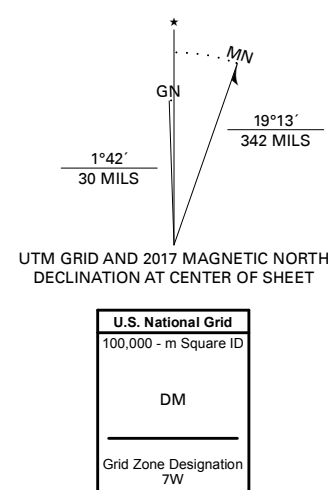 ★
MN
GN
19°13´
342 MILS
1°42´
30 MILS
UTM GRID AND 2017 MAGNETIC NORTH
DECLINATION AT CENTER OF SHEET
U.S. National Grid
100,000 - m Square ID
DM
Grid Zone Designation
7W